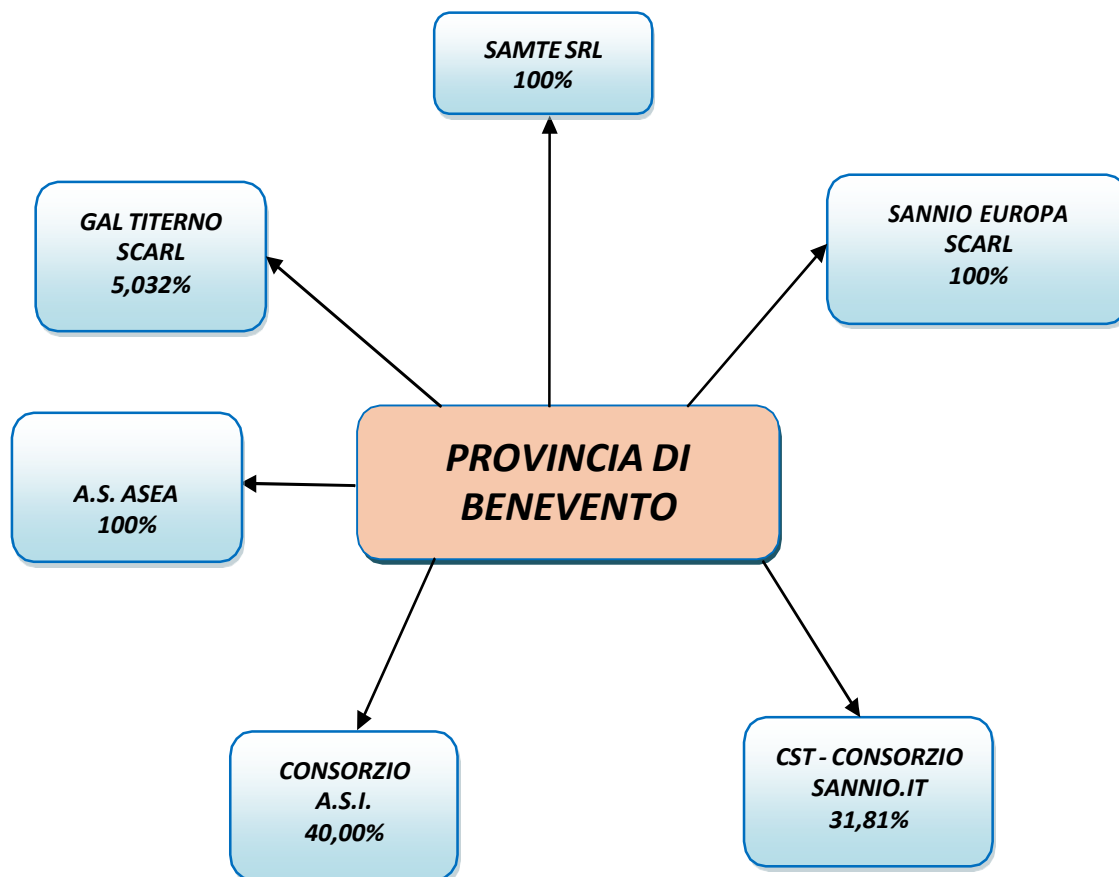 SAMTE SRL
100%
GAL TITERNO
SCARL
5,032%
SANNIO EUROPA
SCARL
100%
PROVINCIA DI
BENEVENTO
A.S. ASEA
100%
CONSORZIO
A.S.I.
40,00%
CST - CONSORZIO
SANNIO.IT
31,81%